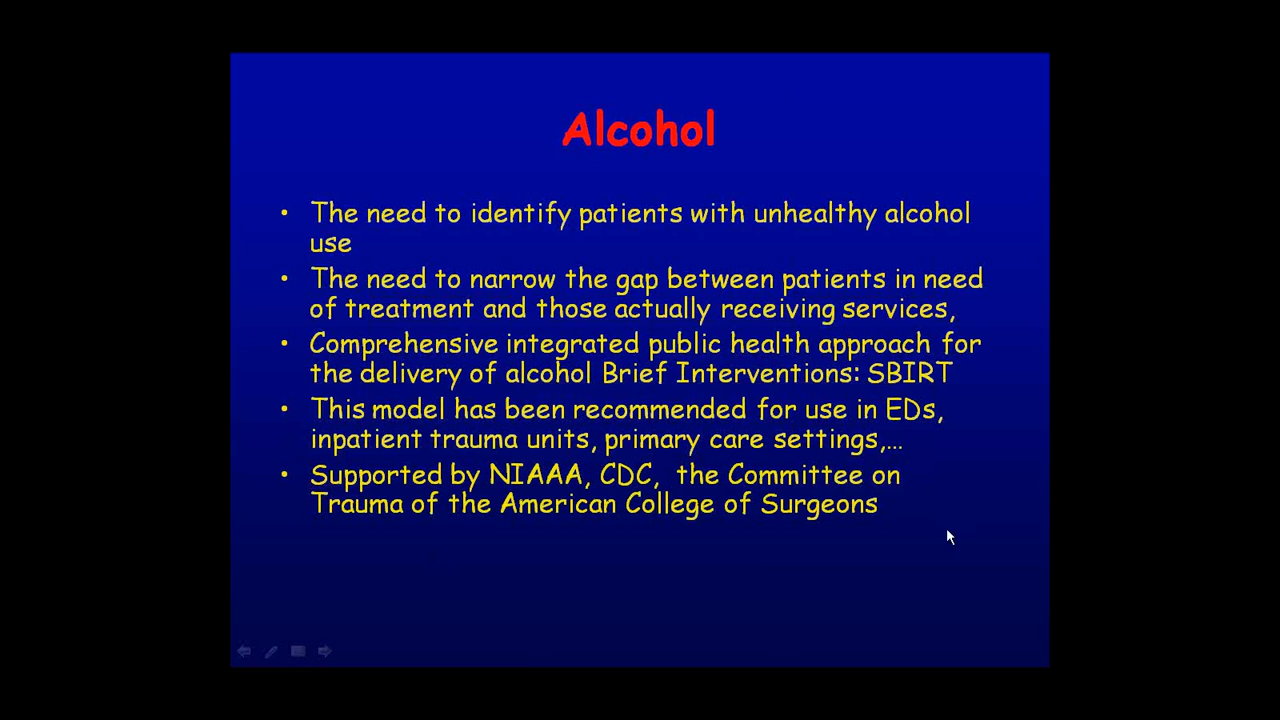 Alcohol
• The need to identify patients with unhealthy alcohol
use
• The need to narrow the gap between patients in need
of treatment and those actually receiving services,
• Comprehensive integrated public health approach for
the delivery of alcohol Brief Interventions: SBIRT
• This model has been recommended for use in EDs,
inpatient trauma units, primary care settings,…
• Supported by NIAAA, CDC,  the Committee on
Trauma of the American College of Surgeons